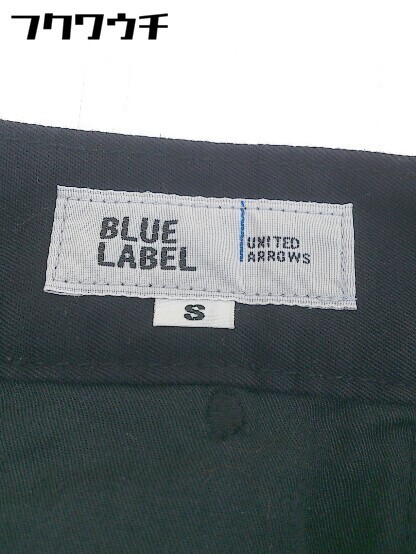 フクワウチ
BLUE
LABEL
UNITED
ARROWS
S